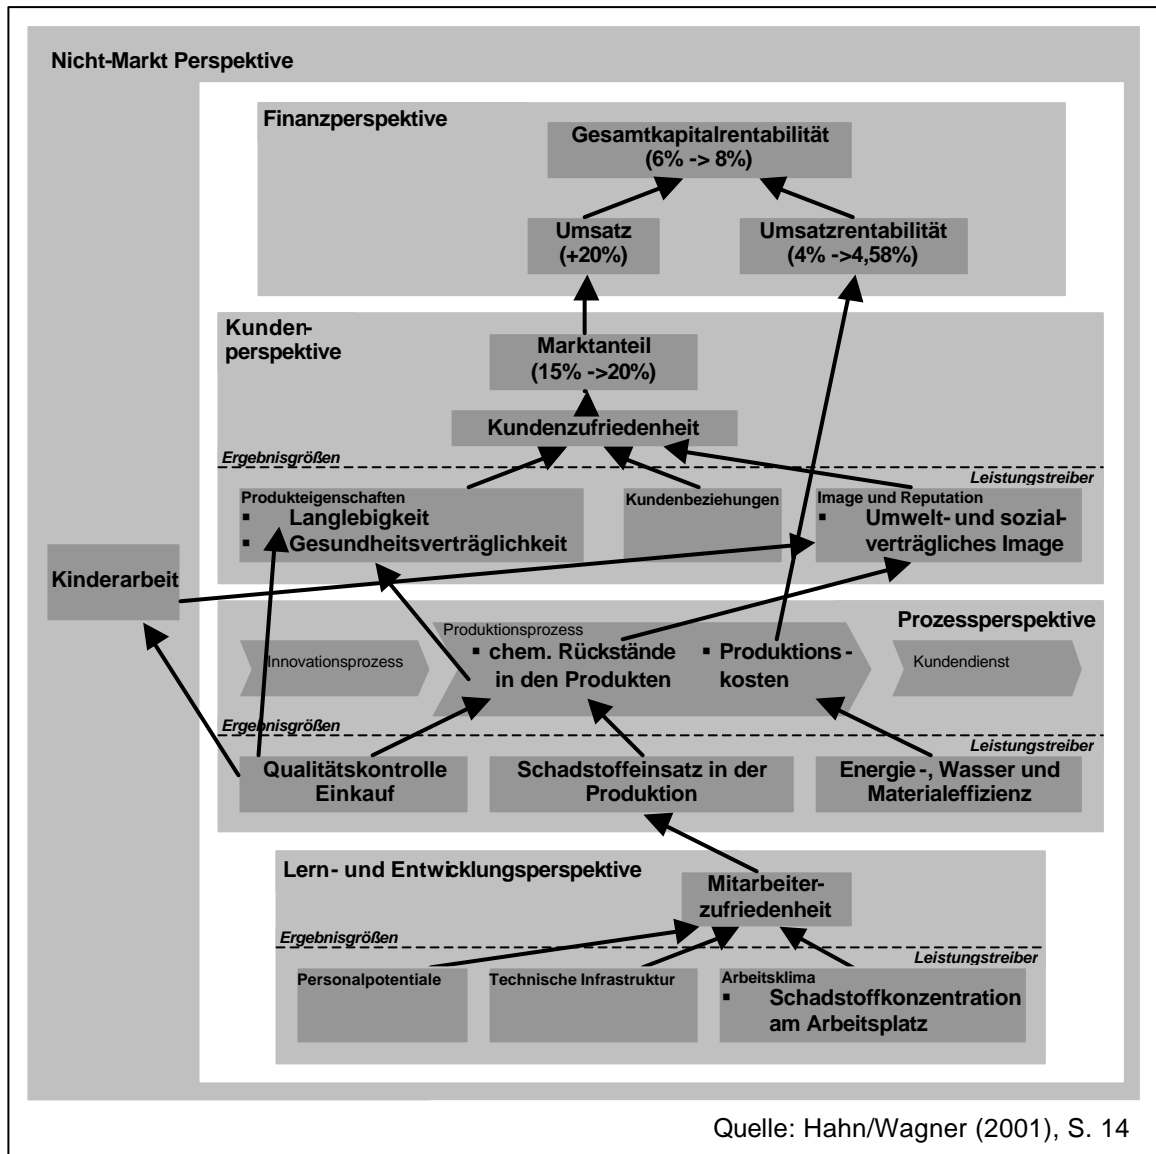 Nicht-Markt Perspektive
Finanzperspektive
Gesamtkapitalrentabilität
(6% -> 8%)
Umsatz
(+20%)
Umsatzrentabilität
(4% ->4,58%)
Kunden-
perspektive
Marktanteil
(15% ->20%)
Kundenzufriedenheit
Ergebnisgrößen
Leistungstreiber
Produkteigenschaften
▪ Langlebigkeit
▪ Gesundheitsverträglichkeit
Kundenbeziehungen
Image und Reputation
▪ Umwelt- und sozial-
verträgliches Image
Kinderarbeit
Prozessperspektive
Innovationsprozess
Produktionsprozess
▪ chem. Rückstände
in den Produkten
▪ Produktions-
kosten
Kundendienst
Ergebnisgrößen
Leistungstreiber
Qualitätskontrolle
Einkauf
Schadstoffeinsatz in der
Produktion
Energie-, Wasser und
Materialeffizienz
Lern- und Entwicklungsperspektive
Mitarbeiter-
zufriedenheit
Ergebnisgrößen
Leistungstreiber
Personalpotentiale
Technische Infrastruktur
Arbeitsklima
▪ Schadstoffkonzentration
am Arbeitsplatz
Quelle: Hahn/Wagner (2001), S. 14